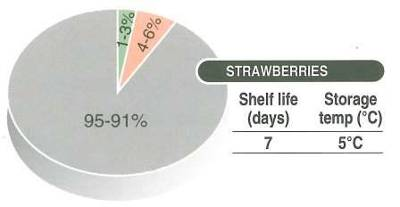 1-3%
4-6%
95-91%
STRAWBERRIES
Shelf life Storage
(days) temp (°C)
7 5°C